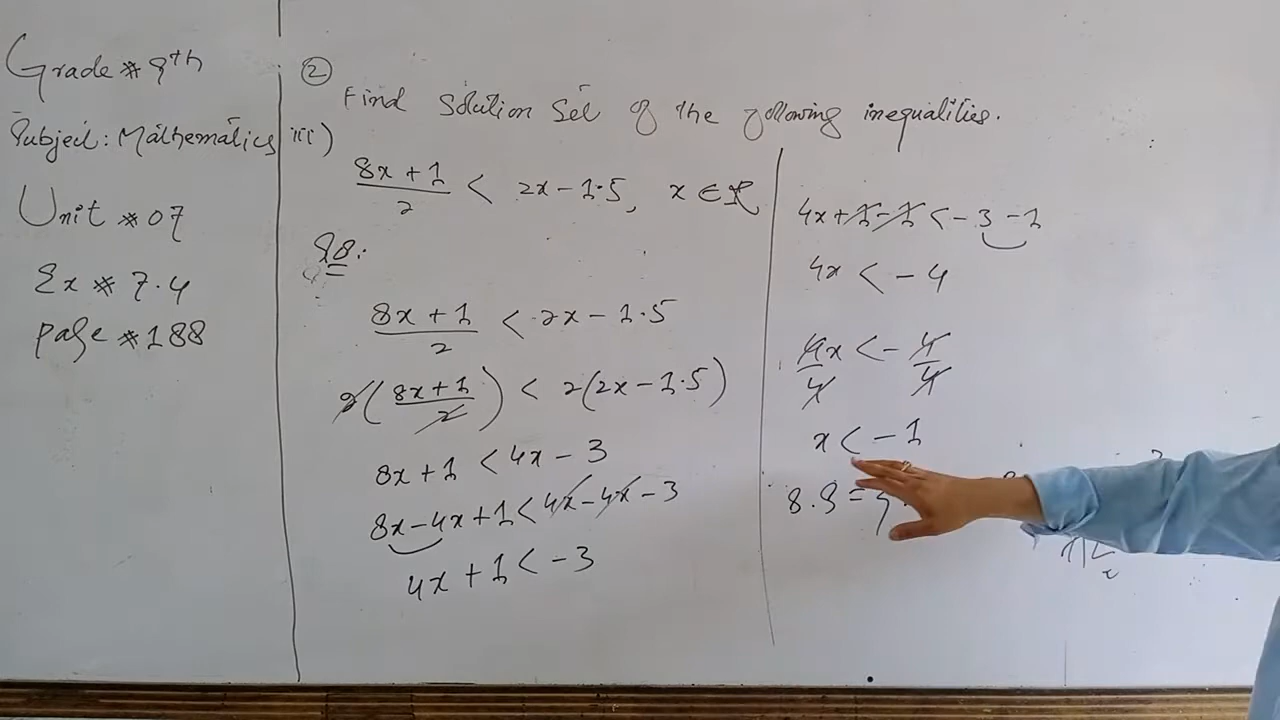 Grade # 9th
Subject: Mathematics
Unit # 07
Ex # 7.4
Page # 188
②
Find Solution Set of the following inequalities.
iii)
8x + 1 / 2 < 2x - 1.5, x ∈ R
Sol:
8x + 1 / 2 < 2x - 1.5
2(8x + 1 / 2) < 2(2x - 1.5)
8x + 1 < 4x - 3
8x - 4x + 1 < 4x - 4x - 3
4x + 1 < -3
4x + 1 - 1 < -3 - 1
4x < -4
4x / 4 < -4 / 4
x < -1
S.S =